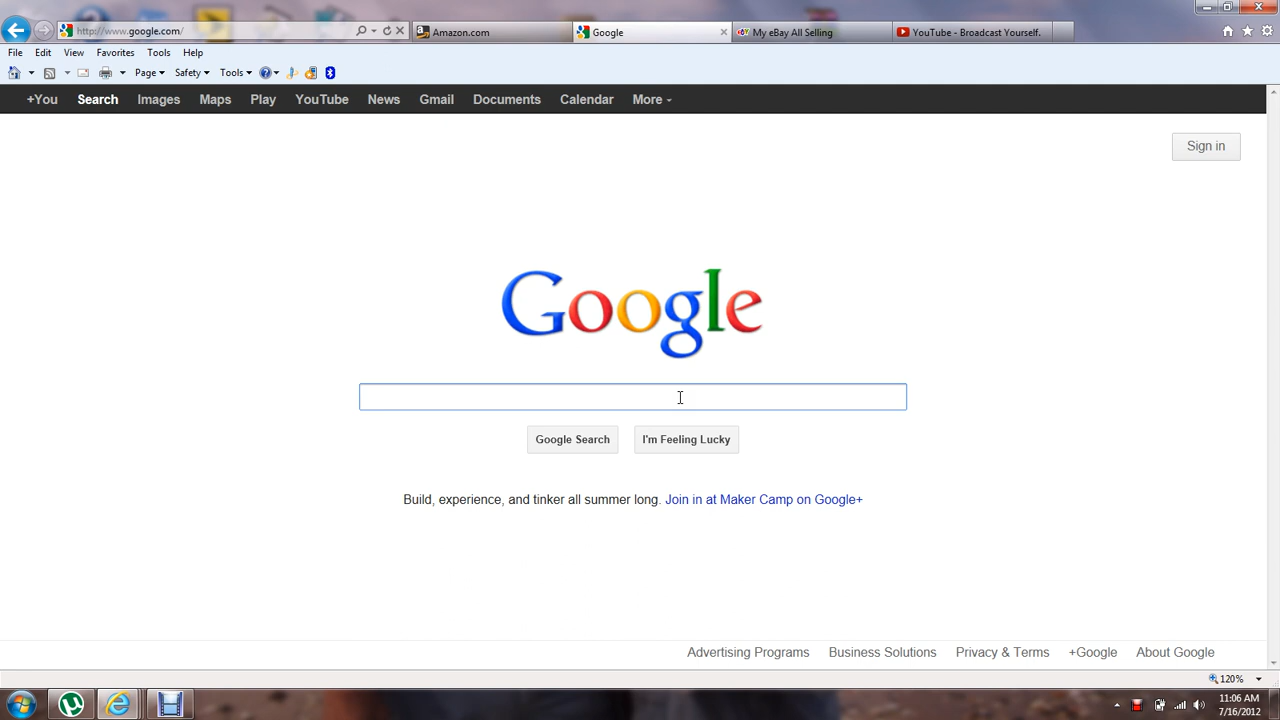 http://www.google.com/
Amazon.com
Google
My eBay All Selling
YouTube - Broadcast Yourself.
File Edit View Favorites Tools Help
Page Safety Tools
+You Search Images Maps Play YouTube News Gmail Documents Calendar More
Sign in
Google
Google Search I'm Feeling Lucky
Build, experience, and tinker all summer long. Join in at Maker Camp on Google+
Advertising Programs Business Solutions Privacy & Terms +Google About Google
120%
11:06 AM
7/16/2012